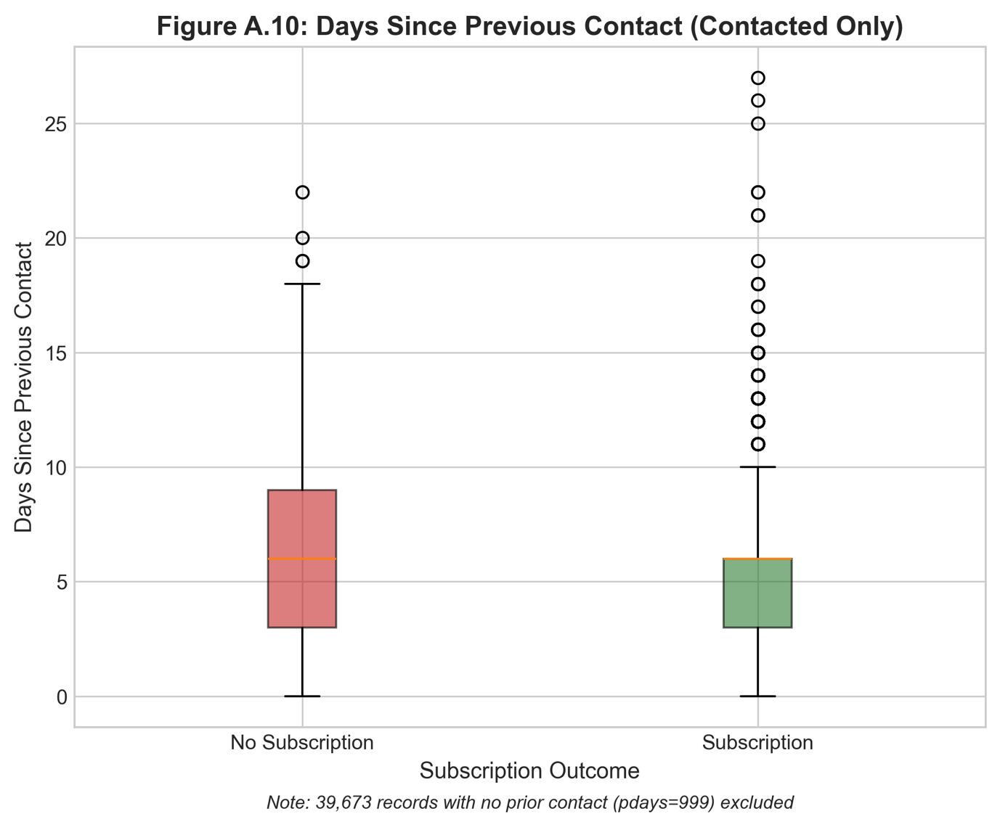 Figure A.10: Days Since Previous Contact (Contacted Only)
Days Since Previous Contact
25
20
15
10
5
0
No Subscription
Subscription
Subscription Outcome
Note: 39,673 records with no prior contact (pdays=999) excluded